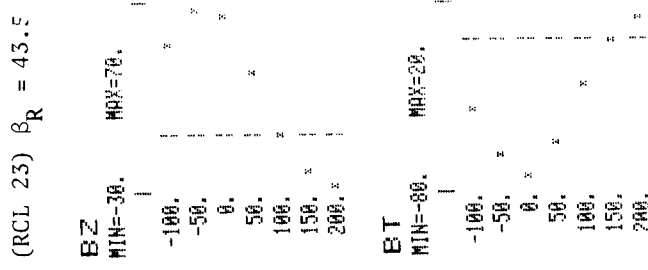 (RCL 23) βR = 43.5
BZ
MIN=-30. MAX=70.
-100.
-50.
0.
50.
100.
150.
200.
BT
MIN=-80. MAX=20.
-100.
-50.
0.
50.
100.
150.
200.